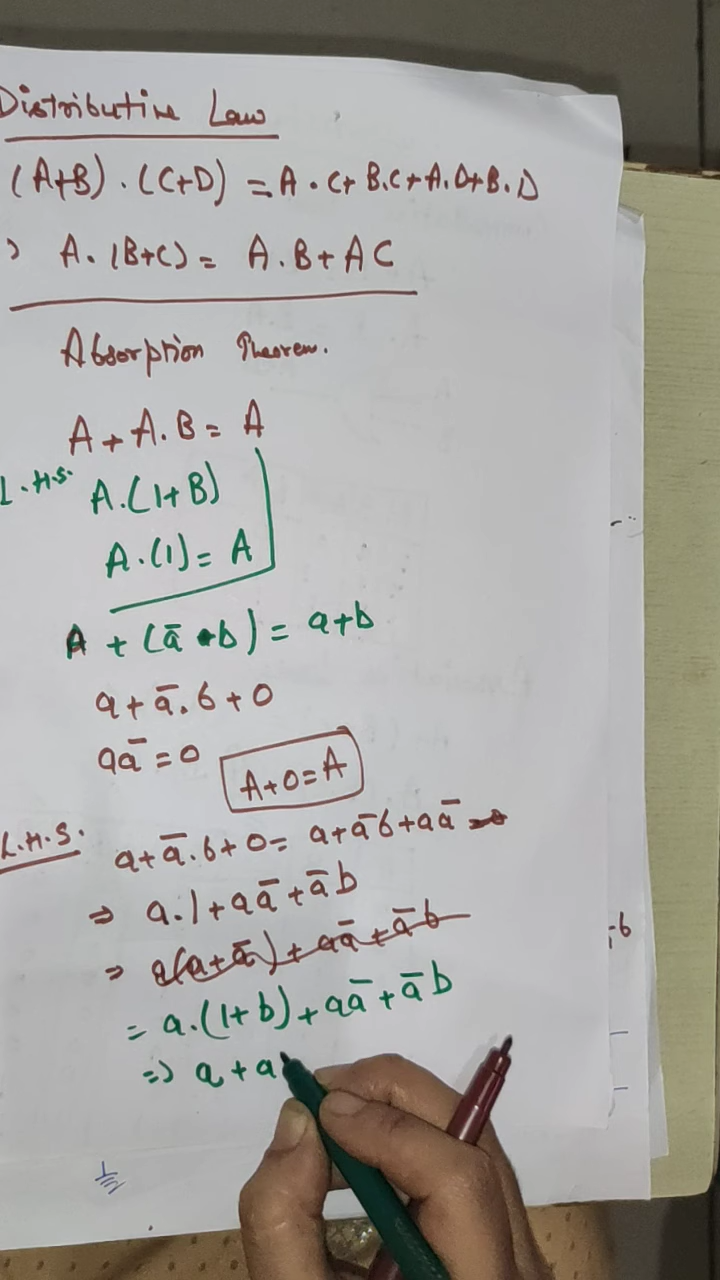 Distributive Law
(A+B) . (C+D) = A . C + B.C + A.D + B.D
A . (B+C) = A.B + AC
Absorption Theorem.
A + A.B = A
L.H.S. A.(1+B)
A.(1) = A
A + (ā . b) = a+b
a + ā . b + 0
aā = 0
A+0=A
L.H.S. a + ā . b + 0 = a + āb + aā
⇒ a.1 + aā + āb
⇒ a(a+ā) + aā + āb
= a.(1+b) + aā + āb
⇒ a + a